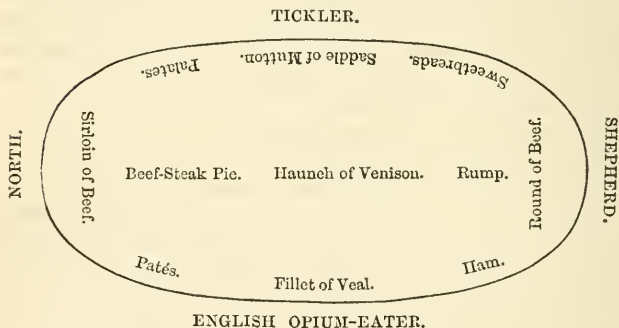 TICKLER.
Palates. Saddle of Mutton. Sweetbreads.
NORTH.
Sirloin of Beef.
Beef-Steak Pie. Haunch of Venison. Rump.
Round of Beef.
SHEPHERD.
Patés. Fillet of Veal. Ham.
ENGLISH OPIUM-EATER.